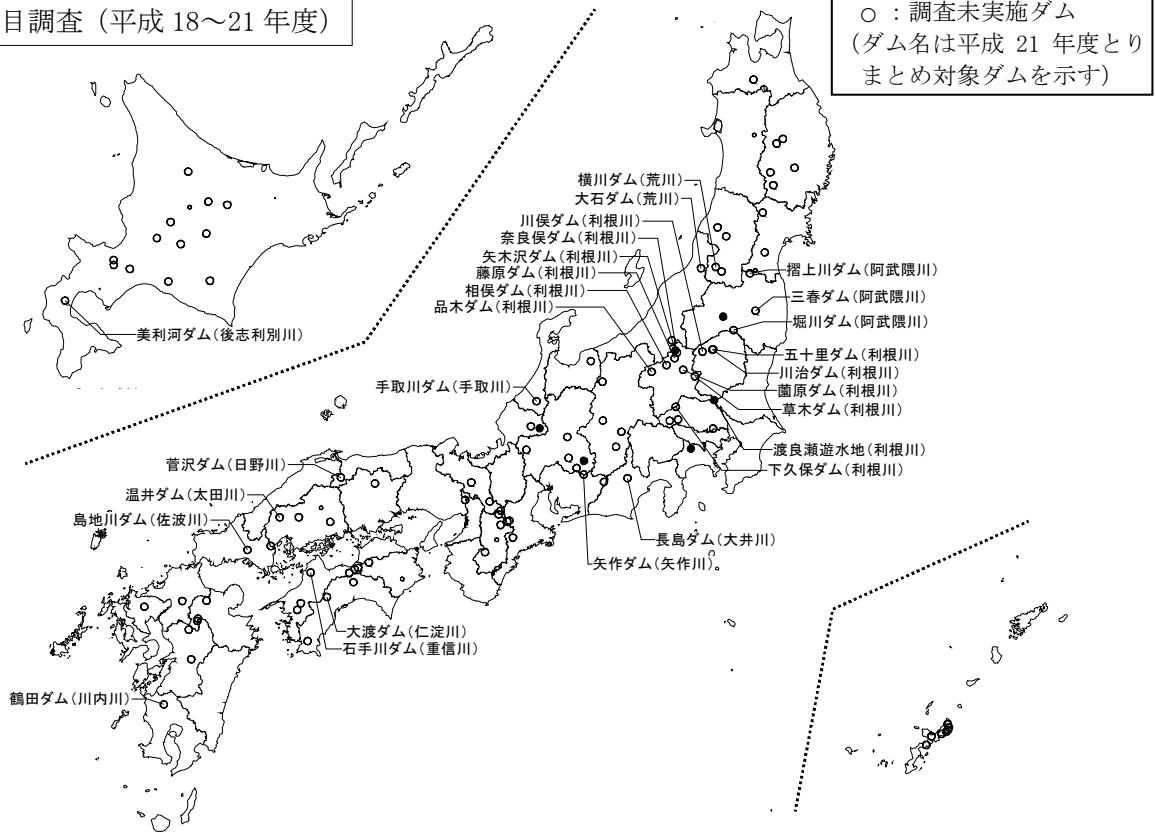 目調査（平成 18～21 年度）
○ ：調査未実施ダム
（ダム名は平成 21 年度とり
まとめ対象ダムを示す）
横川ダム（荒川）
大石ダム（荒川）
川俣ダム（利根川）
奈良俣ダム（利根川）
矢木沢ダム（利根川）
藤原ダム（利根川）
相俣ダム（利根川）
品木ダム（利根川）
摺上川ダム（阿武隈川）
三春ダム（阿武隈川）
堀川ダム（阿武隈川）
美利河ダム（後志利別川）
五十里ダム（利根川）
川治ダム（利根川）
薗原ダム（利根川）
草木ダム（利根川）
手取川ダム（手取川）
渡良瀬遊水地（利根川）
下久保ダム（利根川）
菅沢ダム（日野川）
温井ダム（太田川）
島地川ダム（佐波川）
長島ダム（大井川）
矢作ダム（矢作川）
大渡ダム（仁淀川）
石手川ダム（重信川）
鶴田ダム（川内川）